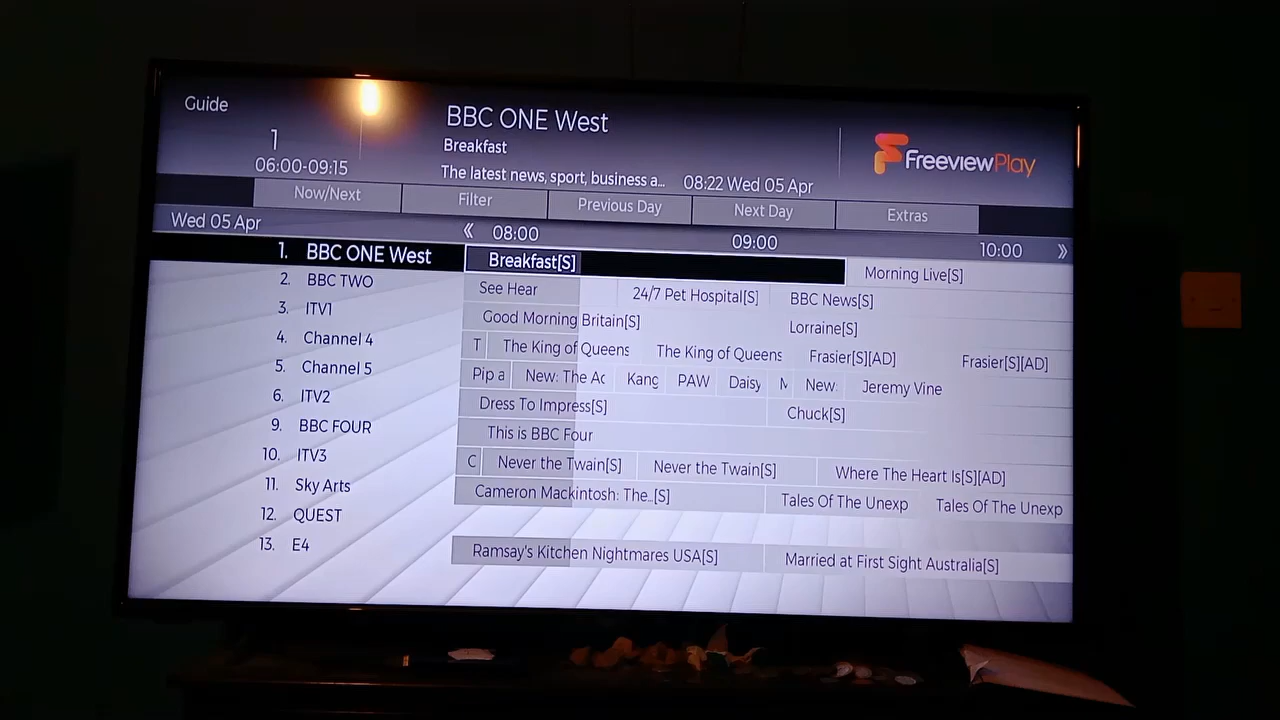 Guide
BBC ONE West
1
Breakfast
06:00-09:15
The latest news, sport, business a... 08:22 Wed 05 Apr
FreeviewPlay
Now/Next Filter Previous Day Next Day Extras
Wed 05 Apr « 08:00 09:00 10:00 »
1. BBC ONE West Breakfast[S] Morning Live[S]
2. BBC TWO See Hear 24/7 Pet Hospital[S] BBC News[S]
3. ITV1 Good Morning Britain[S] Lorraine[S]
4. Channel 4 T The King of Queens The King of Queens Frasier[S][AD] Frasier[S][AD]
5. Channel 5 Pip a New: The Ad Kang PAW Daisy M New: Jeremy Vine
6. ITV2 Dress To Impress[S] Chuck[S]
9. BBC FOUR This is BBC Four
10. ITV3 C Never the Twain[S] Never the Twain[S] Where The Heart Is[S][AD]
11. Sky Arts Cameron Mackintosh: The...[S] Tales Of The Unexp Tales Of The Unexp
12. QUEST
13. E4 Ramsay's Kitchen Nightmares USA[S] Married at First Sight Australia[S]